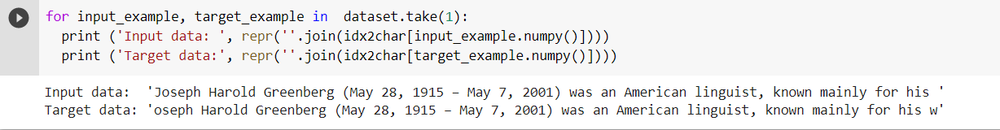 for input_example, target_example in  dataset.take(1):
  print ('Input data: ', repr(''.join(idx2char[input_example.numpy()])))
  print ('Target data:', repr(''.join(idx2char[target_example.numpy()])))
Input data:  'Joseph Harold Greenberg (May 28, 1915 – May 7, 2001) was an American linguist, known mainly for his '
Target data: 'oseph Harold Greenberg (May 28, 1915 – May 7, 2001) was an American linguist, known mainly for his w'